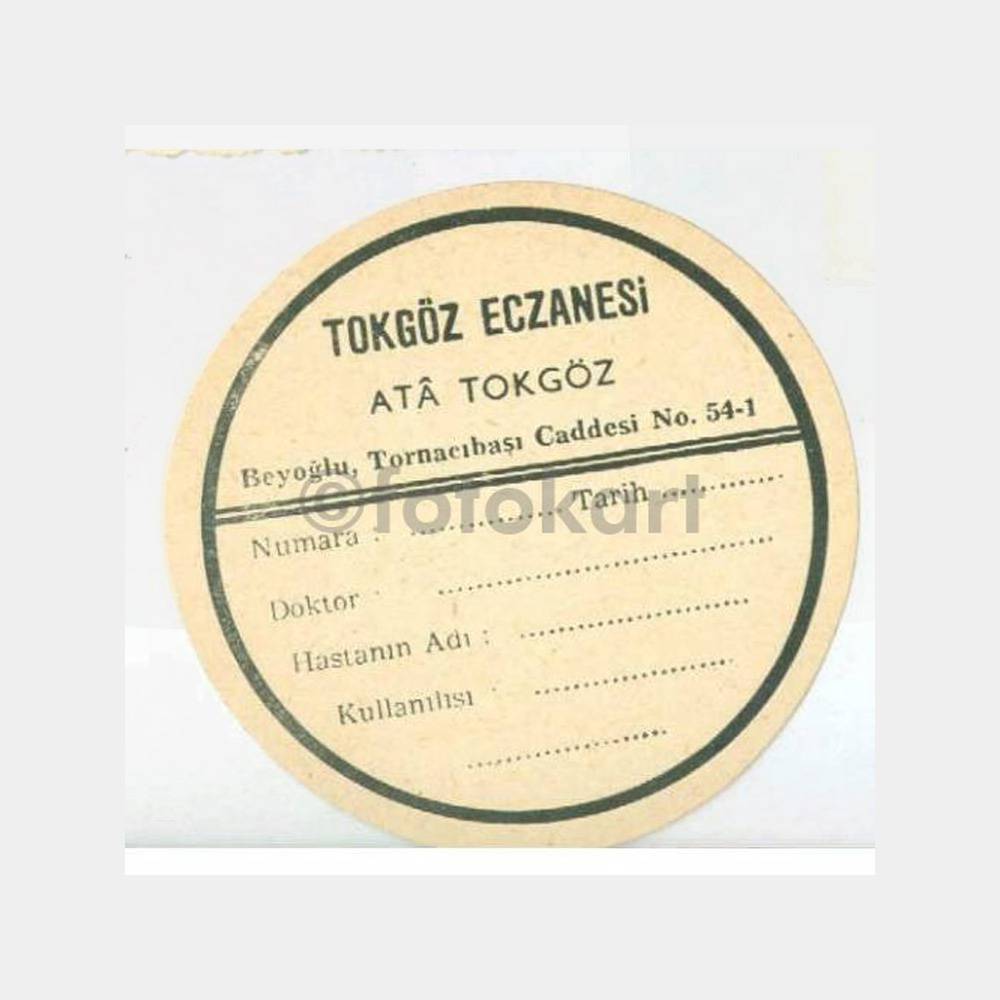 TOKGÖZ ECZANESİ
ATÂ TOKGÖZ
Beyoğlu, Tornacıbaşı Caddesi No. 54-1
Numara : .............. Tarih ..............
Doktor : ..............................
Hastanın Adı : ....................
Kullanılışı : ....................
....................
©fotokart